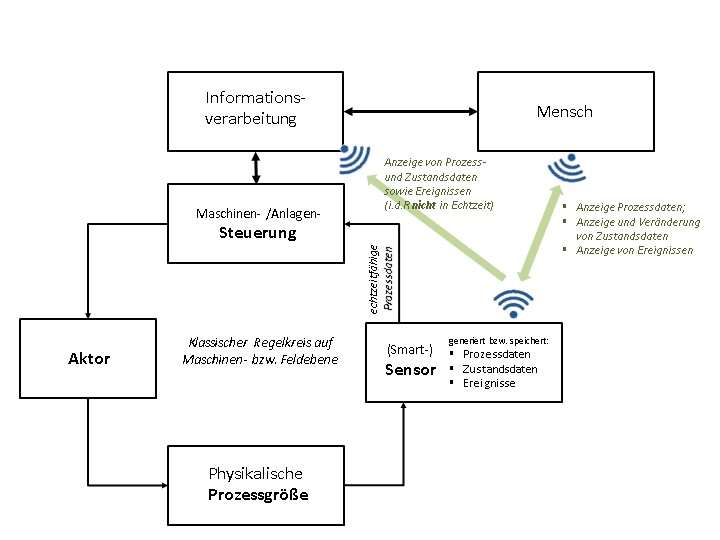 Informations-
verarbeitung
Mensch
Anzeige von Prozess-
und Zustandsdaten
sowie Ereignissen
(i.d.R nicht in Echtzeit)
▪ Anzeige Prozessdaten;
▪ Anzeige und Veränderung
von Zustandsdaten
▪ Anzeige von Ereignissen
Maschinen- /Anlagen-
Steuerung
echtzeitfähige
Prozessdaten
Aktor
Klassischer Regelkreis auf
Maschinen- bzw. Feldebene
(Smart-)
Sensor
generiert bzw. speichert:
▪ Prozessdaten
▪ Zustandsdaten
▪ Ereignisse
Physikalische
Prozessgröße